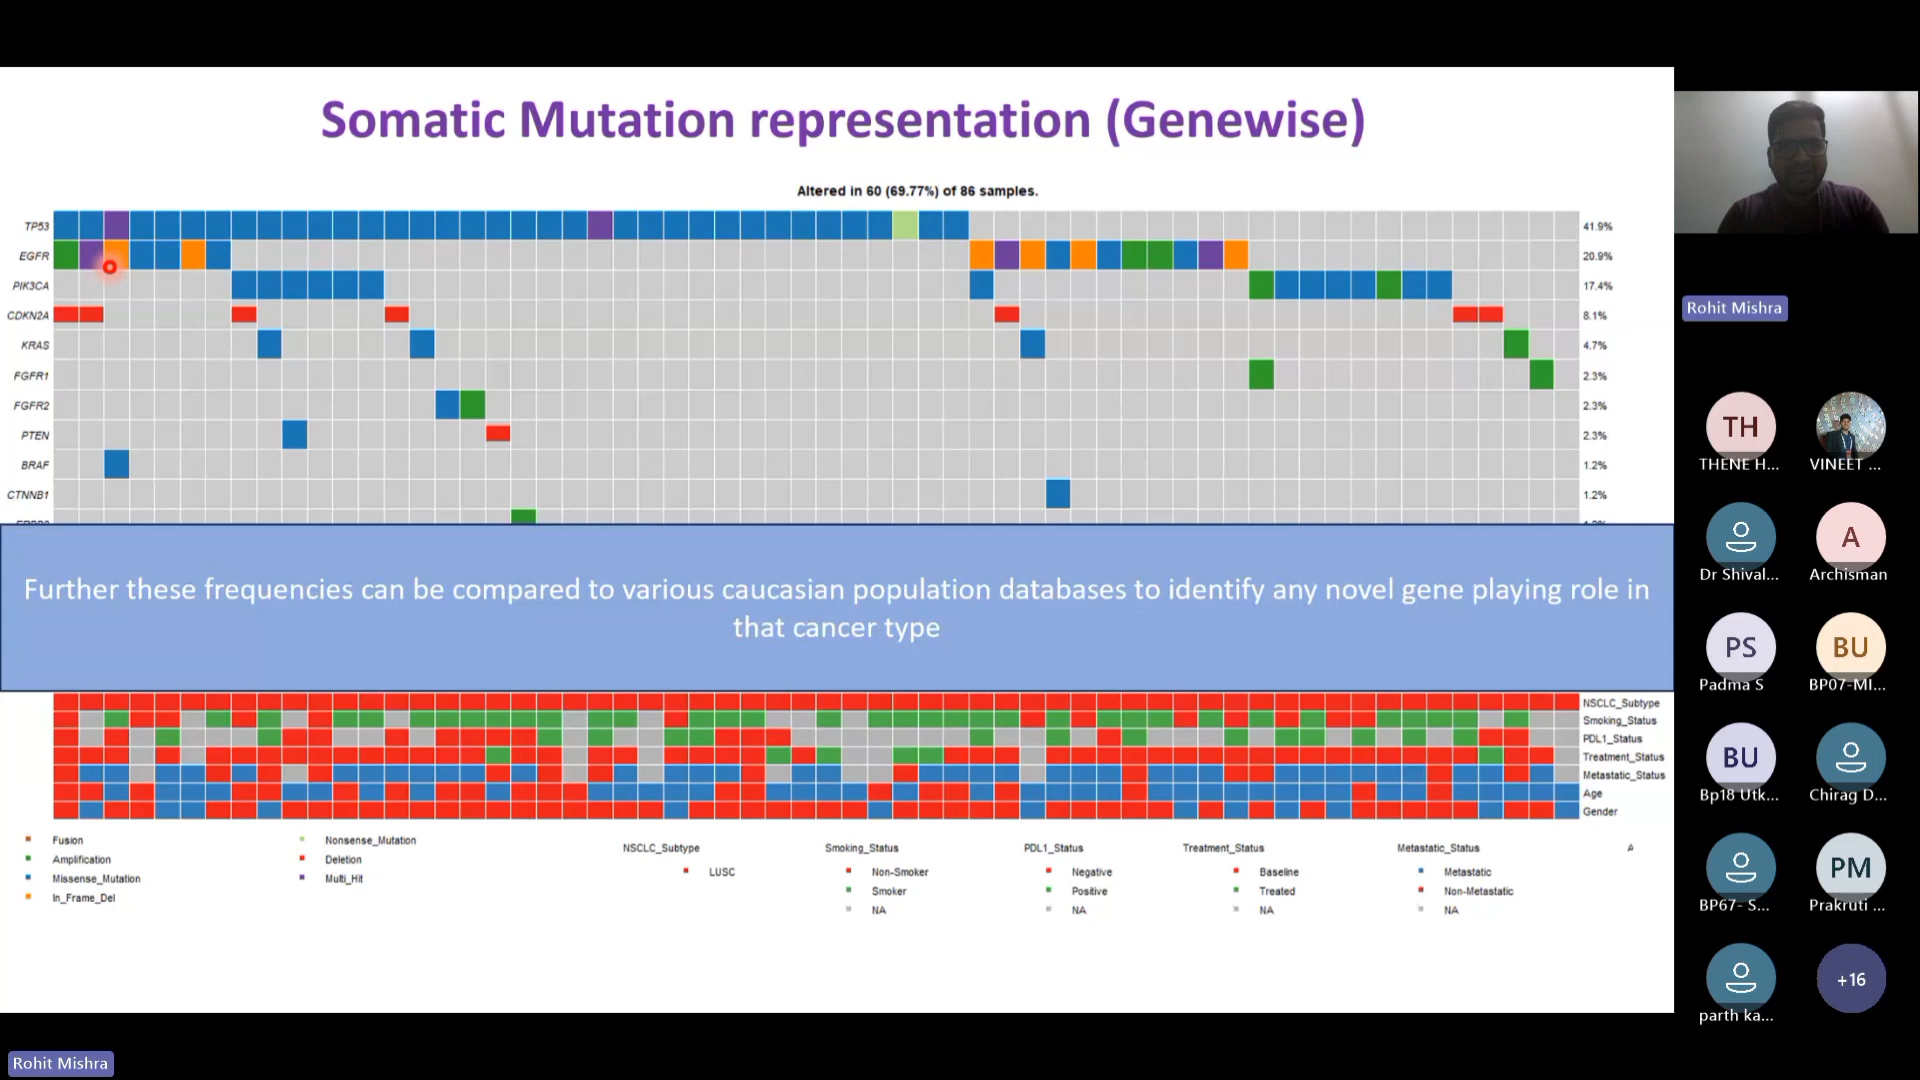 Somatic Mutation representation (Genewise)
Altered in 60 (69.77%) of 86 samples.
TP53 41.9%
EGFR 20.9%
PIK3CA 17.4%
CDKN2A 8.1%
KRAS 4.7%
FGFR1 2.3%
FGFR2 2.3%
PTEN 2.3%
BRAF 1.2%
CTNNB1 1.2%
Further these frequencies can be compared to various caucasian population databases to identify any novel gene playing role in
that cancer type
NSCLC_Subtype
Smoking_Status
PDL1_Status
Treatment_Status
Metastatic_Status
Age
Gender
Fusion
Amplification
Missense_Mutation
In_Frame_Del
Nonsense_Mutation
Deletion
Multi_Hit
NSCLC_Subtype
LUSC
Smoking_Status
Non-Smoker
Smoker
NA
PDL1_Status
Negative
Positive
NA
Treatment_Status
Baseline
Treated
NA
Metastatic_Status
Metastatic
Non-Metastatic
NA
A
Rohit Mishra
TH
THENE H...
VINEET ...
Dr Shival...
A
Archisman
PS
Padma S
BU
BP07-MI...
BU
Bp18 Utk...
Chirag D...
BP67- S...
PM
Prakruti ...
parth ka...
+16
Rohit Mishra